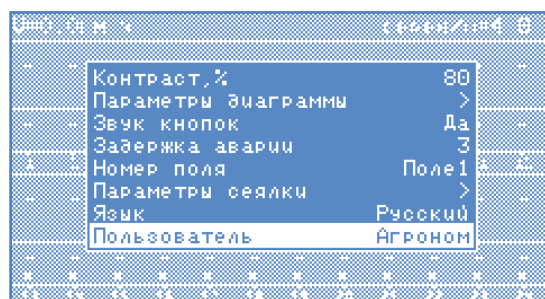 Контраст,% 80
Параметры диаграммы >
Звук кнопок Да
Задержка аварии 3
Номер поля Поле1
Параметры сеялки >
Язык Русский
Пользователь Агроном